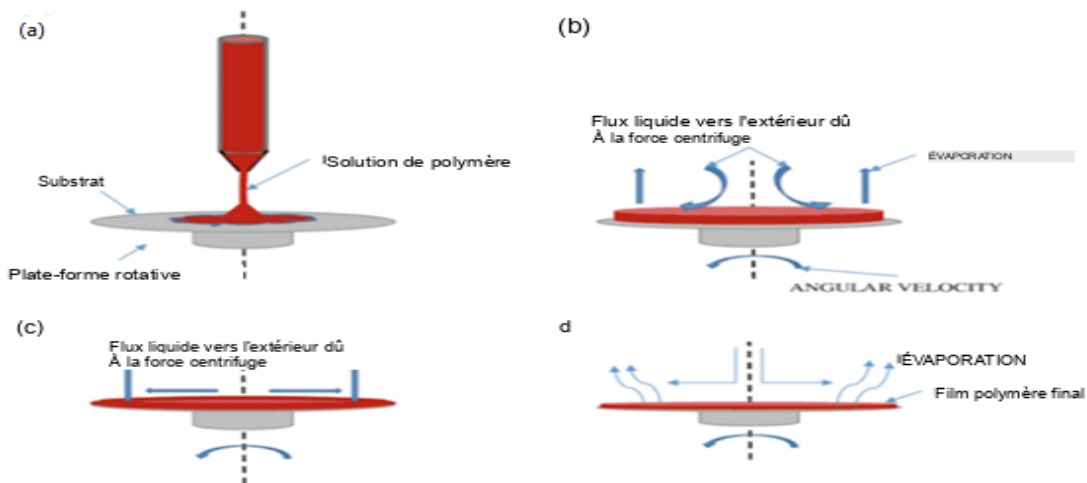 (a)
Solution de polymère
Substrat
Plate-forme rotative
(b)
Flux liquide vers l'extérieur dû
À la force centrifuge
ÉVAPORATION
ANGULAR VELOCITY
(c)
Flux liquide vers l'extérieur dû
À la force centrifuge
d
ÉVAPORATION
Film polymère final